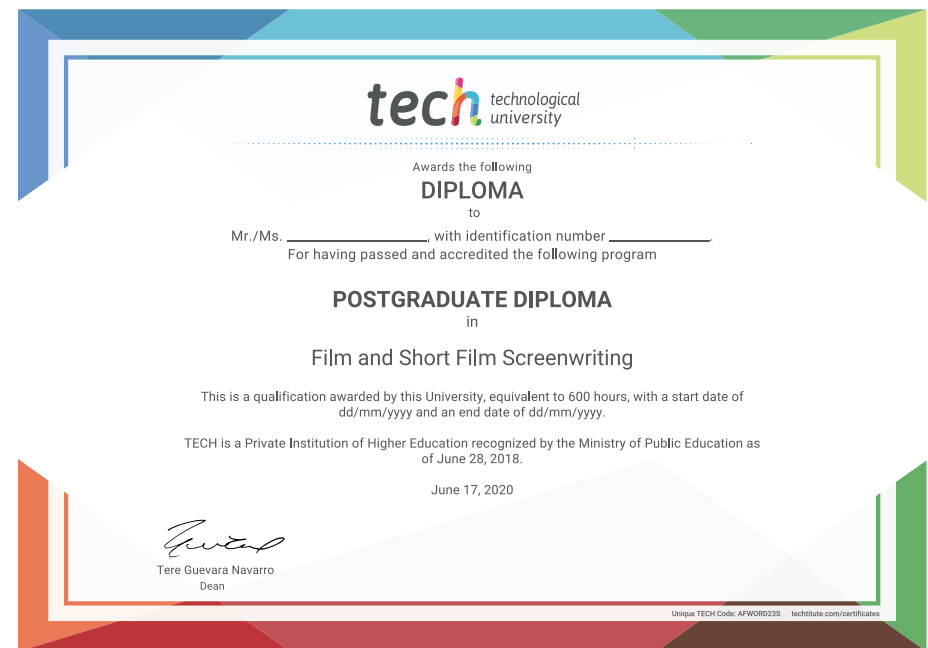 tech technological
university
Awards the following
DIPLOMA
to
Mr./Ms. ____________________, with identification number ______________.
For having passed and accredited the following program
POSTGRADUATE DIPLOMA
in
Film and Short Film Screenwriting
This is a qualification awarded by this University, equivalent to 600 hours, with a start date of
dd/mm/yyyy and an end date of dd/mm/yyyy.
TECH is a Private Institution of Higher Education recognized by the Ministry of Public Education as
of June 28, 2018.
June 17, 2020
Tere Guevara Navarro
Dean
Unique TECH Code: AFWORD23S techtitute.com/certificates